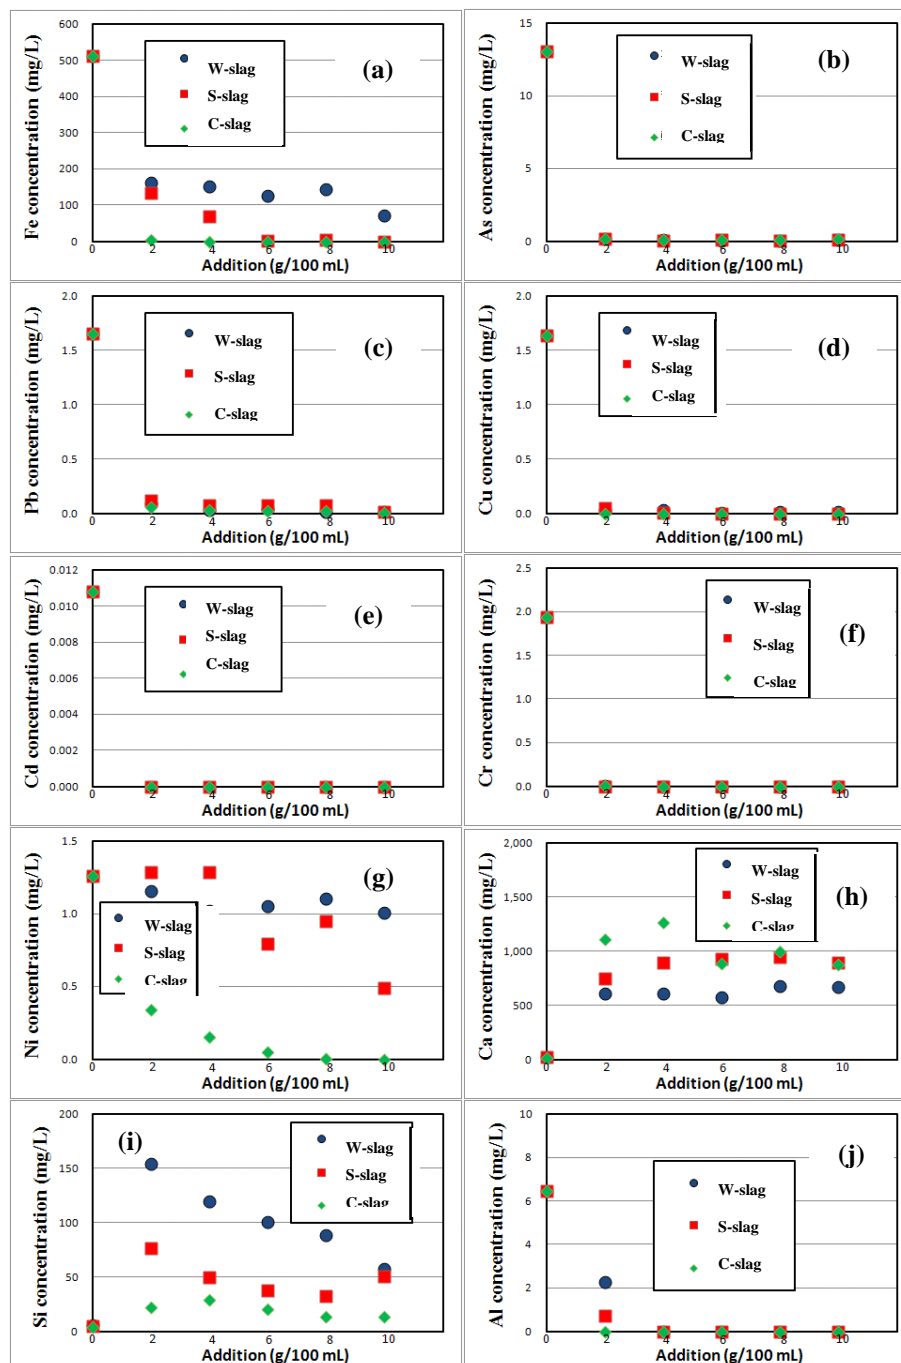 Fe concentration (mg/L)
600
500
400
300
200
100
0
W-slag
S-slag
C-slag
(a)
0 2 4 6 8 10
Addition (g/100 mL)
As concentration (mg/L)
15
10
5
0
W-slag
S-slag
C-slag
(b)
0 2 4 6 8 10
Addition (g/100 mL)
Pb concentration (mg/L)
2.0
1.5
1.0
0.5
0.0
W-slag
S-slag
C-slag
(c)
0 2 4 6 8 10
Addition (g/100 mL)
Cu concentration (mg/L)
2.0
1.5
1.0
0.5
0.0
W-slag
S-slag
C-slag
(d)
0 2 4 6 8 10
Addition (g/100 mL)
Cd concentration (mg/L)
0.012
0.010
0.008
0.006
0.004
0.002
0.000
W-slag
S-slag
C-slag
(e)
0 2 4 6 8 10
Addition (g/100 mL)
Cr concentration (mg/L)
2.5
2.0
1.5
1.0
0.5
0.0
W-slag
S-slag
C-slag
(f)
0 2 4 6 8 10
Addition (g/100 mL)
Ni concentration (mg/L)
1.5
1.0
0.5
0.0
W-slag
S-slag
C-slag
(g)
0 2 4 6 8 10
Addition (g/100 mL)
Ca concentration (mg/L)
2,000
1,500
1,000
500
0
W-slag
S-slag
C-slag
(h)
0 2 4 6 8 10
Addition (g/100 mL)
Si concentration (mg/L)
200
150
100
50
0
(i)
W-slag
S-slag
C-slag
0 2 4 6 8 10
Addition (g/100 mL)
Al concentration (mg/L)
10
8
6
4
2
0
W-slag
S-slag
C-slag
(j)
0 2 4 6 8 10
Addition (g/100 mL)